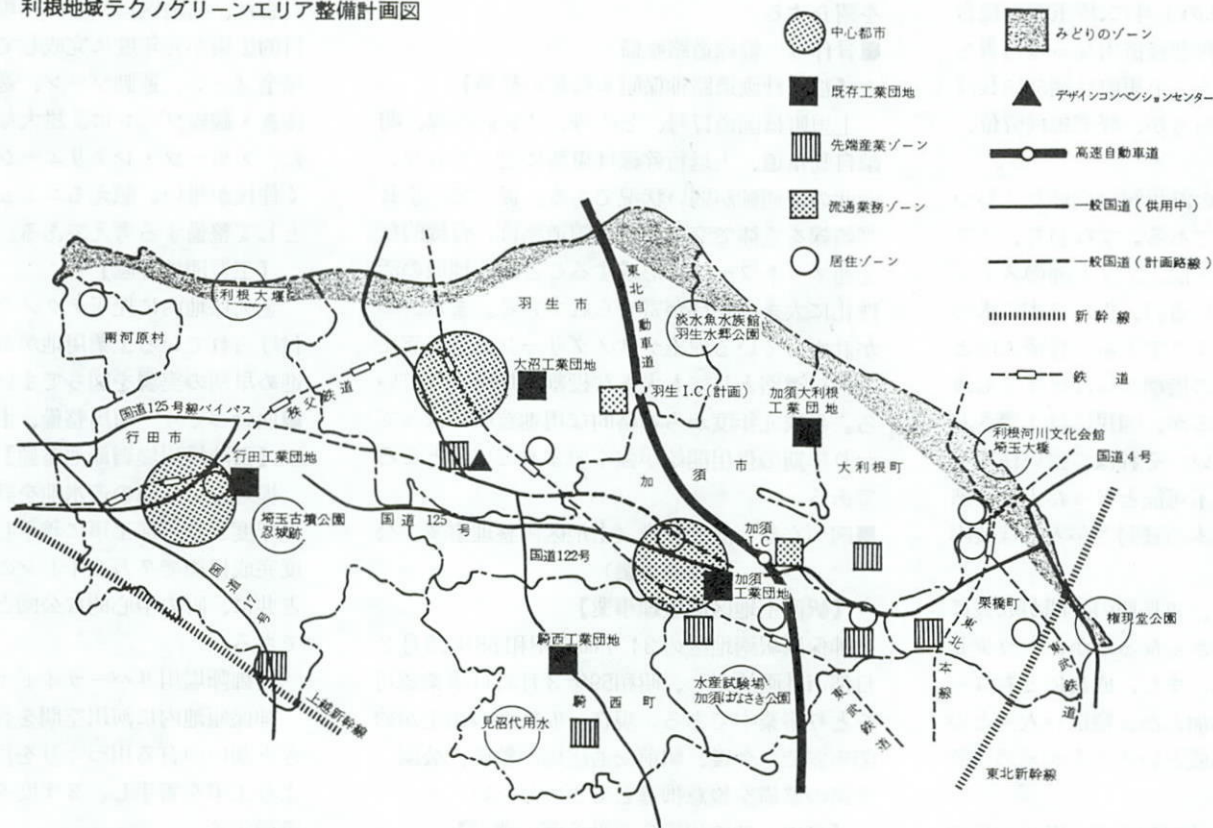 利根地域テクノグリーンエリア整備計画図
中心都市
みどりのゾーン
既存工業団地
デザインコンベンションセンター
先端産業ゾーン
高速自動車道
流通業務ゾーン
一般国道(供用中)
居住ゾーン
一般国道(計画路線)
新幹線
鉄道
利根大堰
南河原村
羽生市
東北自動車道
淡水魚水族館
羽生水郷公園
秩父鉄道
大沼工業団地
羽生I.C(計画)
加須大利根
工業団地
国道125号線バイパス
行田市
行田工業団地
利根河川文化会館
埼玉大橋
国道4号
大利根町
加須市
埼玉古墳公園
忍城跡
国道125号
国道122号
加須
I.C
加須
工業団地
栗橋町
権現堂公園
国道17号
騎西工業団地
水産試験場
加須はなさき公園
東武鉄道
東北本線
東武鉄道
上越新幹線
見沼代用水
騎西町
東北新幹線